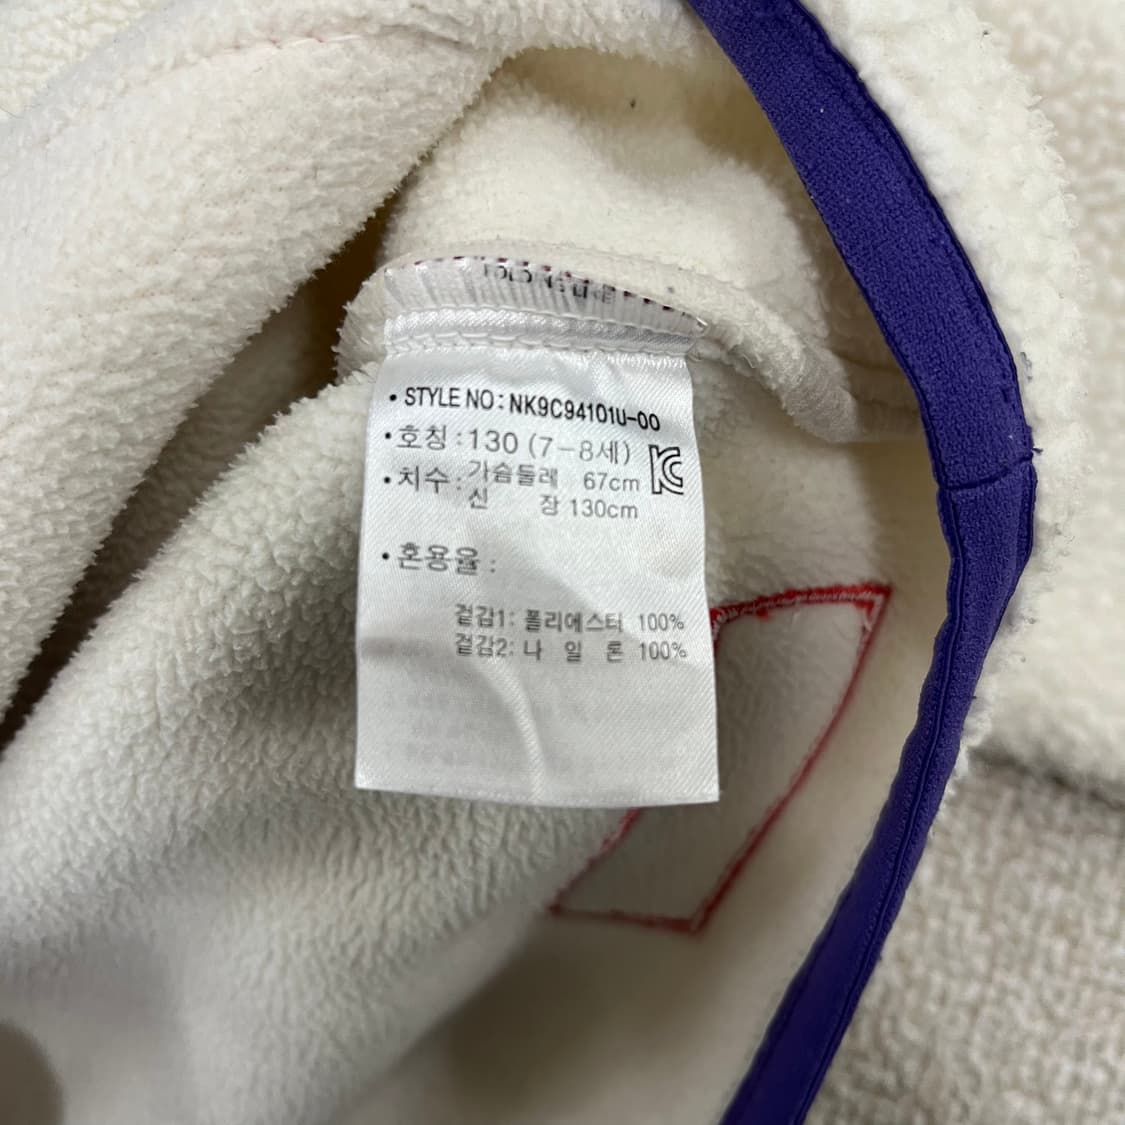 • STYLE NO : NK9C94101U-00
• 호칭 : 130 (7-8세)
• 치수 : 가슴둘레 67cm
신 장 130cm
• 혼용율 :
겉감1: 폴리에스터 100%
겉감2: 나 일 론 100%